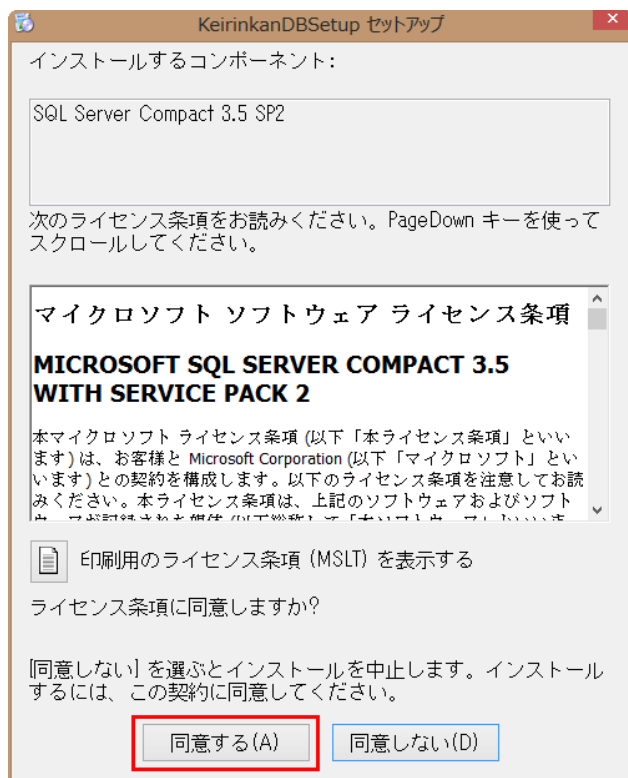 KeirinkanDBSetup セットアップ
インストールするコンポーネント:
SQL Server Compact 3.5 SP2
次のライセンス条項をお読みください。PageDown キーを使って
スクロールしてください。
マイクロソフト ソフトウェア ライセンス条項
MICROSOFT SQL SERVER COMPACT 3.5
WITH SERVICE PACK 2
本マイクロソフト ライセンス条項 (以下「本ライセンス条項」といい
ます) は、お客様と Microsoft Corporation (以下「マイクロソフト」とい
います) との契約を構成します。以下のライセンス条項を注意してお読
みください。本ライセンス条項は、上記のソフトウェアおよびソフト
印刷用のライセンス条項 (MSLT) を表示する
ライセンス条項に同意しますか?
[同意しない] を選ぶとインストールを中止します。インストール
するには、この契約に同意してください。
同意する(A)
同意しない(D)